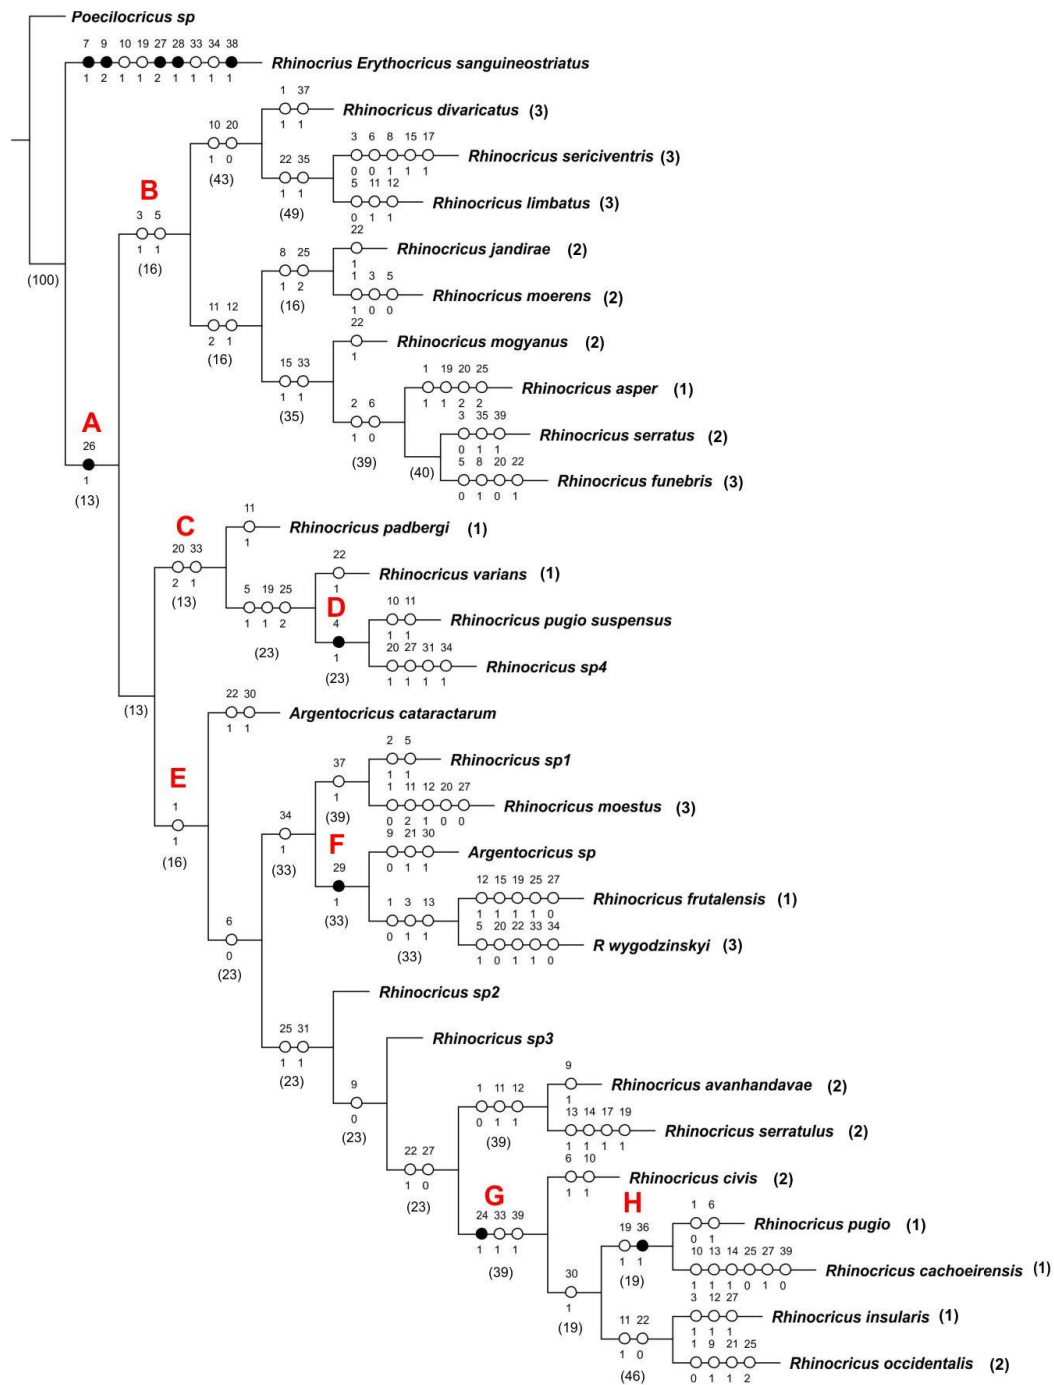 Poecilocricus sp
7 9 10 19 27 28 33 34 38
Rhinocrius Erythocricus sanguineostriatus
1 2 1 1 2 1 1 1 1
1 37
Rhinocricus divaricatus (3)
1 1
10 20
1 0
(43)
3 6 8 15 17
Rhinocricus sericiventris (3)
0 0 1 1 1
22 35
1 1
(49)
5 11 12
Rhinocricus limbatus (3)
0 1 1
B
3 5
1 1
(16)
22
Rhinocricus jandirae (2)
1
8 25
1 2
(16)
1 3 5
Rhinocricus moerens (2)
1 0 0
(100)
11 12
2 1
(16)
22
Rhinocricus mogyanus (2)
1
15 33
1 1
(35)
1 19 20 25
Rhinocricus asper (1)
1 1 2 2
2 6
1 0
(39)
3 35 39
Rhinocricus serratus (2)
0 1 1
(40)
5 8 20 22
Rhinocricus funebris (3)
0 1 0 1
A
26
1
(13)
11
Rhinocricus padbergi (1)
1
C
20 33
2 1
(13)
22
Rhinocricus varians (1)
1
5 19 25
1 1 2
(23)
D
4
1
(23)
10 11
Rhinocricus pugio suspensus
1 1
20 27 31 34
Rhinocricus sp4
1 1 1 1
(13)
22 30
Argentocricus cataractarum
1 1
E
1
1
(16)
2 5
Rhinocricus sp1
1 1
37
1
(39)
1 11 12 20 27
Rhinocricus moestus (3)
0 2 1 0 0
34
1
(33)
F
29
1
(33)
9 21 30
Argentocricus sp
0 1 1
12 15 19 25 27
Rhinocricus frutalensis (1)
1 1 1 1 0
1 3 13
0 1 1
(33)
5 20 22 33 34
R wygodzinskyi (3)
1 0 1 1 0
6
0
(23)
Rhinocricus sp2
25 31
1 1
(23)
Rhinocricus sp3
9
0
(23)
9
Rhinocricus avanhandavae (2)
1
1 11 12
0 1 1
(39)
13 14 17 19
Rhinocricus serratulus (2)
1 1 1 1
22 27
1 0
(23)
6 10
Rhinocricus civis (2)
1 1
G
24 33 39
1 1 1
(39)
H
19 36
1 1
(19)
1 6
Rhinocricus pugio (1)
0 1
10 13 14 25 27 39
Rhinocricus cachoeirensis (1)
1 1 1 0 1 0
30
1
(19)
3 12 27
Rhinocricus insularis (1)
1 1 1
11 22
1 0
(46)
1 9 21 25
Rhinocricus occidentalis (2)
0 1 1 2